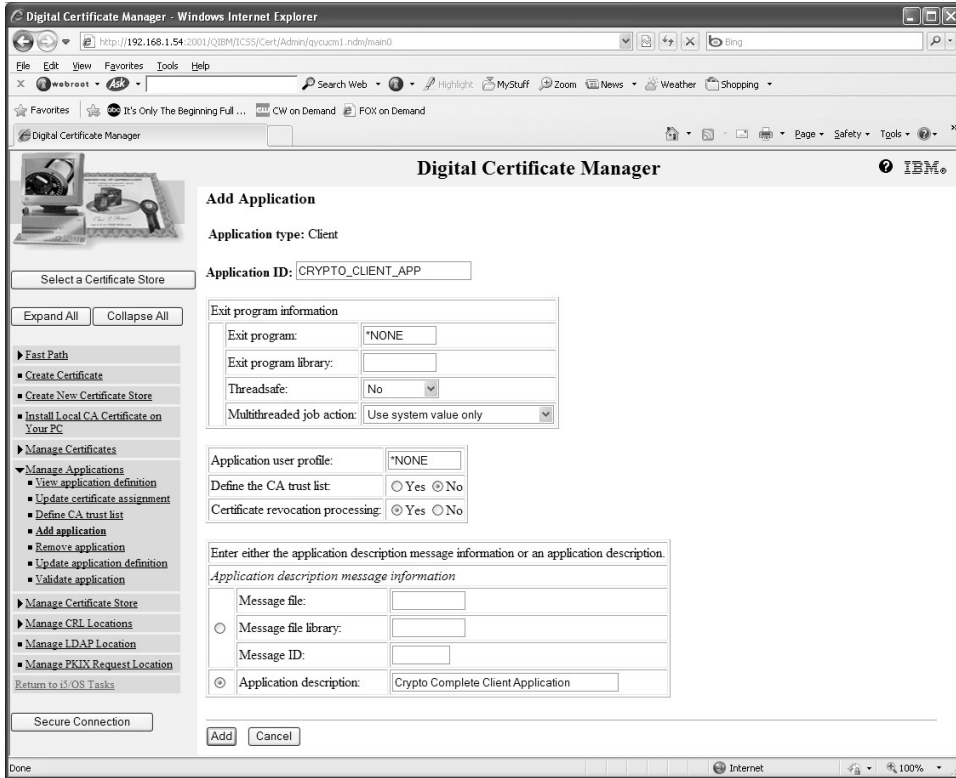 Digital Certificate Manager - Windows Internet Explorer
http://192.168.1.54:2001/QIBM/ICSS/Cert/Admin/qycucm1.ndm/main0
Bing
File Edit View Favorites Tools Help
webroot Ask Search Web Highlight MyStuff Zoom News Weather Shopping
Favorites abc It's Only The Beginning Full ... CW on Demand FOX on Demand
Digital Certificate Manager
Page Safety Tools
Digital Certificate Manager
IBM®
Add Application
Application type: Client
Application ID: CRYPTO_CLIENT_APP
Select a Certificate Store
Expand All Collapse All
Fast Path
Create Certificate
Create New Certificate Store
Install Local CA Certificate on
Your PC
Manage Certificates
Manage Applications
View application definition
Update certificate assignment
Define CA trust list
Add application
Remove application
Update application definition
Validate application
Manage Certificate Store
Manage CRL Locations
Manage LDAP Location
Manage PKIX Request Location
Return to i5/OS Tasks
Secure Connection
Exit program information
Exit program: *NONE
Exit program library:
Threadsafe: No
Multithreaded job action: Use system value only
Application user profile: *NONE
Define the CA trust list: Yes No
Certificate revocation processing: Yes No
Enter either the application description message information or an application description.
Application description message information
Message file:
Message file library:
Message ID:
Application description: Crypto Complete Client Application
Add Cancel
Done
Internet
100%